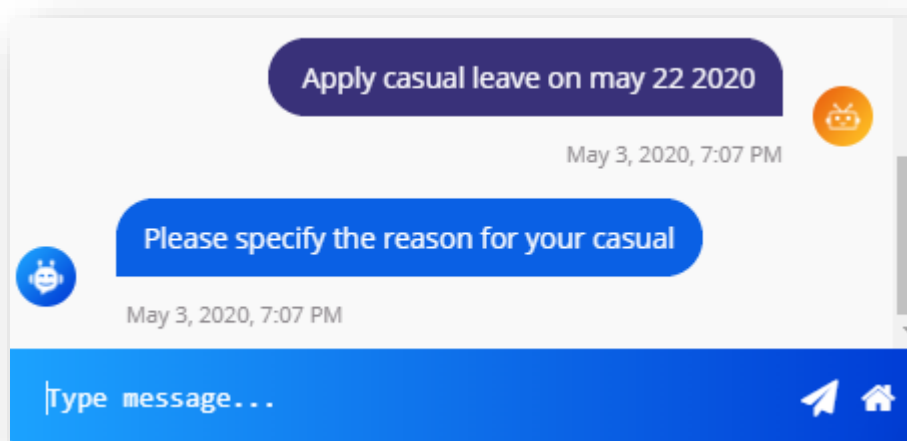 Apply casual leave on may 22 2020
May 3, 2020, 7:07 PM
Please specify the reason for your casual
May 3, 2020, 7:07 PM
Type message...